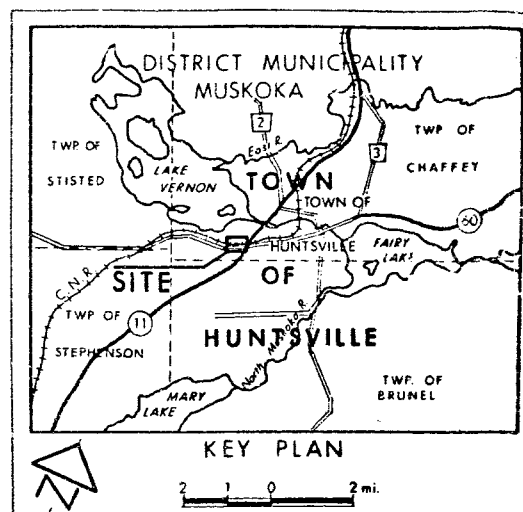 DISTRICT MUNICIPALITY
MUSKOKA
2
East R.
3
TWP. OF
STISTED
TWP. OF
CHAFFEY
LAKE
VERNON
TOWN
TOWN OF
HUNTSVILLE
60
FAIRY LAKE
C.N.R.
SITE
OF
TWP OF
STEPHENSON
11
HUNTSVILLE
North Muskoka R.
MARY
LAKE
TWP. OF
BRUNEL
KEY PLAN
2 1 0 2 mi.